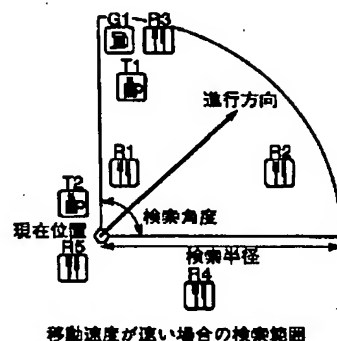 G1 R3
T1
進行方向
R1 R2
T2
検索角度
現在位置
検索半径
R5
R4
移動速度が速い場合の検索範囲